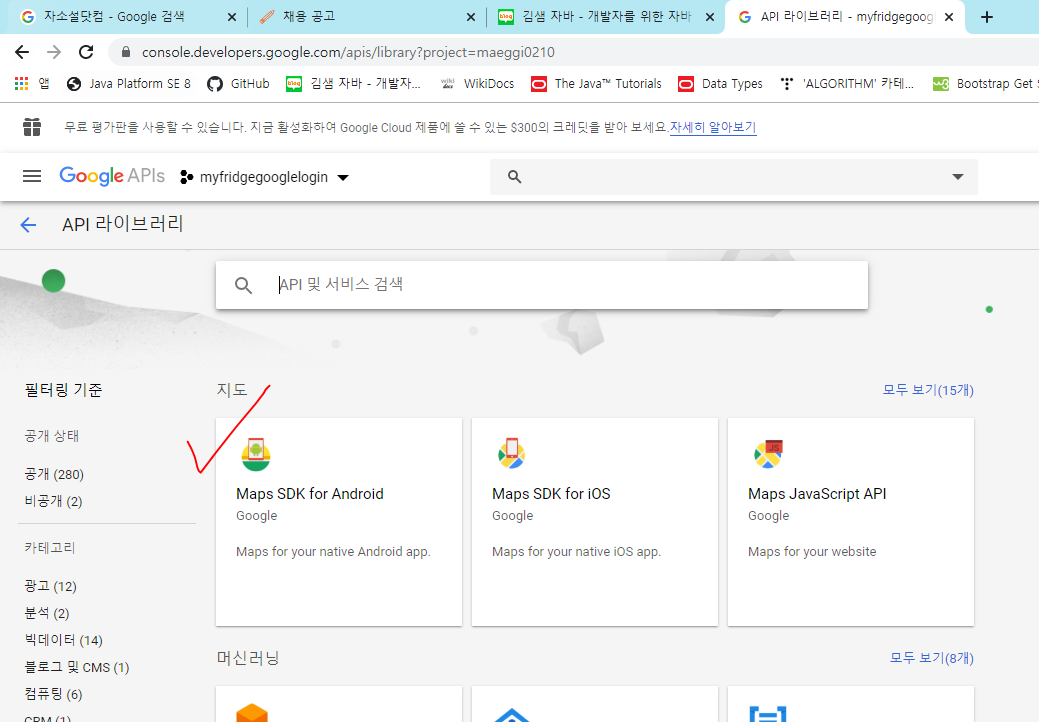 자소설닷컴 - Google 검색
채용 공고
김샘 자바 - 개발자를 위한 자바
API 라이브러리 - myfridgegoog
console.developers.google.com/apis/library?project=maeggi0210
앱
Java Platform SE 8
GitHub
blog
김샘 자바 - 개발자...
wiki
WikiDocs
The Java™ Tutorials
Data Types
'ALGORITHM' 카테...
Bootstrap Get
무료 평가판을 사용할 수 있습니다. 지금 활성화하여 Google Cloud 제품에 쓸 수 있는 $300의 크레딧을 받아 보세요.자세히 알아보기
Google APIs
myfridgegooglelogin
API 라이브러리
API 및 서비스 검색
필터링 기준
공개 상태
공개 (280)
비공개 (2)
카테고리
광고 (12)
분석 (2)
빅데이터 (14)
블로그 및 CMS (1)
컴퓨팅 (6)
CRM (1)
지도
모두 보기(15개)
Maps SDK for Android
Google
Maps for your native Android app.
Maps SDK for iOS
Google
Maps for your native iOS app.
JS
Maps JavaScript API
Google
Maps for your website
머신러닝
모두 보기(8개)